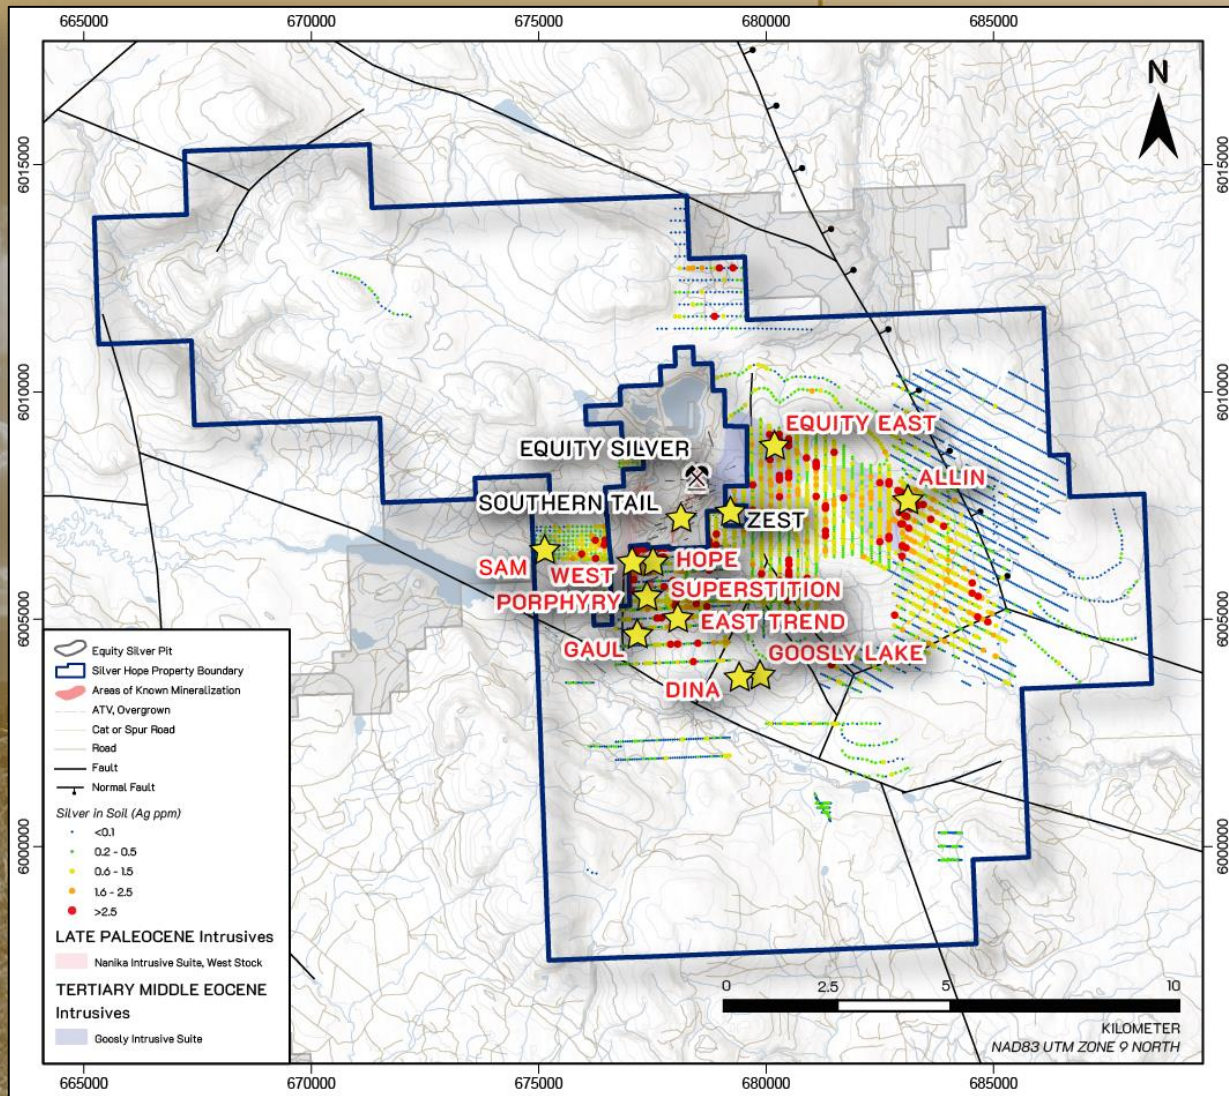 665000 670000 675000 680000 685000
N
6015000 6015000
6010000 6010000
EQUITY EAST
EQUITY SILVER
ALLIN
SOUTHERN TAIL
ZEST
SAM WEST HOPE
PORPHYRY SUPERSTITION
6005000 6005000
EAST TREND
GAUL GOOSLY LAKE
DINA
Equity Silver Pit
Silver Hope Property Boundary
Areas of Known Mineralization
ATV, Overgrown
Cat or Spur Road
Road
Fault
Normal Fault
Silver in Soil (Ag ppm)
<0.1
0.2 - 0.5
0.6 - 1.5
1.6 - 2.5
>2.5
LATE PALEOCENE Intrusives
Nanika Intrusive Suite, West Stock
TERTIARY MIDDLE EOCENE
Intrusives
Goosly Intrusive Suite
6000000 6000000
0 2.5 5 10
KILOMETER
NAD83 UTM ZONE 9 NORTH
665000 670000 675000 680000 685000